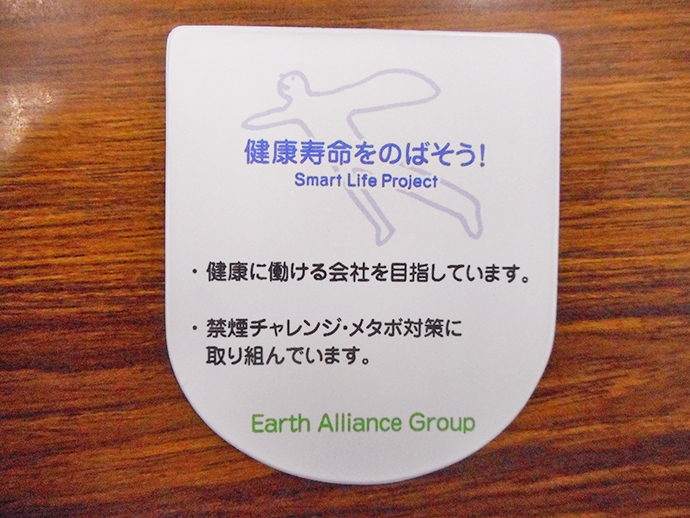 健康寿命をのばそう!
Smart Life Project
・健康に働ける会社を目指しています。
・禁煙チャレンジ・メタボ対策に
取り組んでいます。
Earth Alliance Group